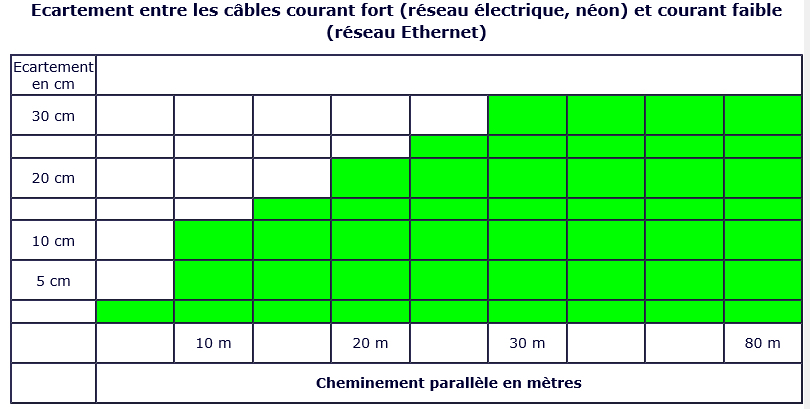 Ecartement entre les câbles courant fort (réseau électrique, néon) et courant faible
(réseau Ethernet)
Ecartement
en cm
30 cm
20 cm
10 cm
5 cm
10 m 20 m 30 m 80 m
Cheminement parallèle en mètres